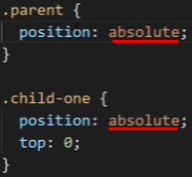 .parent {
  position: absolute;
}

.child-one {
  position: absolute;
  top: 0;
}